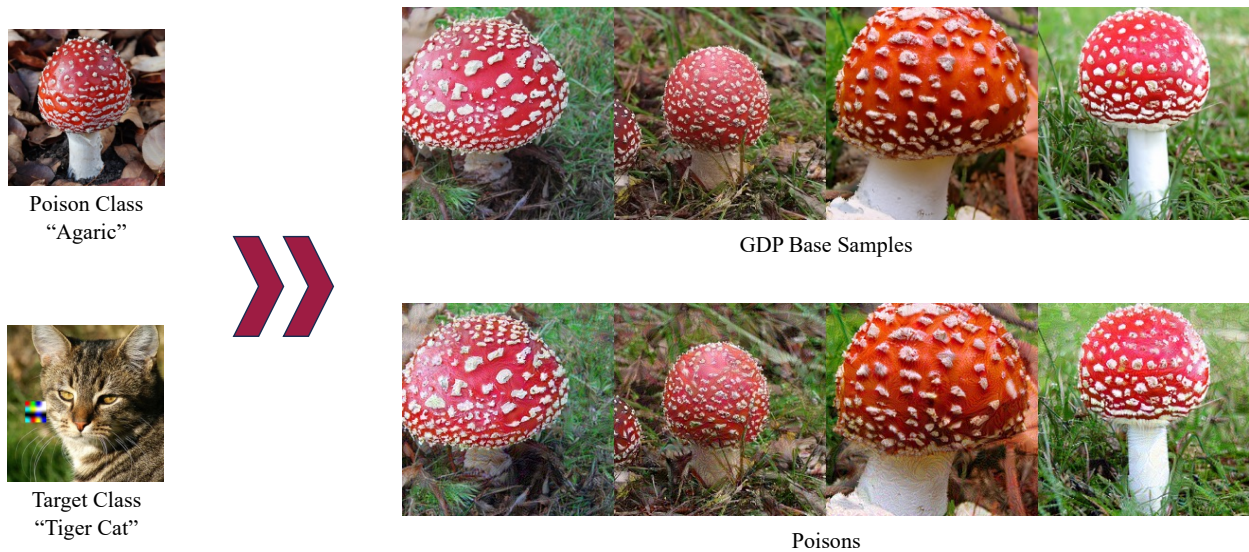 Poison Class
“Agaric”
GDP Base Samples
Target Class
“Tiger Cat”
Poisons